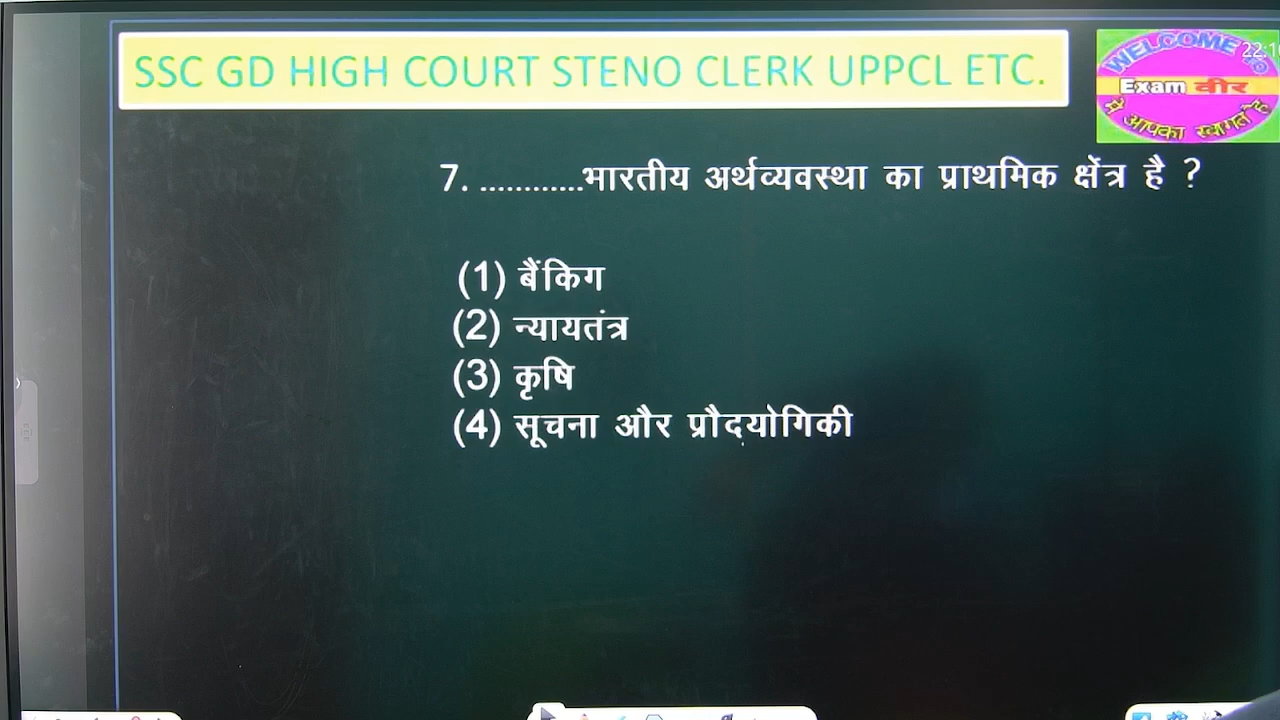 SSC GD HIGH COURT STENO CLERK UPPCL ETC.
WELCOME To
Exam वीर
में आपका स्वागत है
7. ............भारतीय अर्थव्यवस्था का प्राथमिक क्षेंत्र है ?
(1) बैंकिग
(2) न्यायतंत्र
(3) कृषि
(4) सूचना और प्रौद्योगिकी